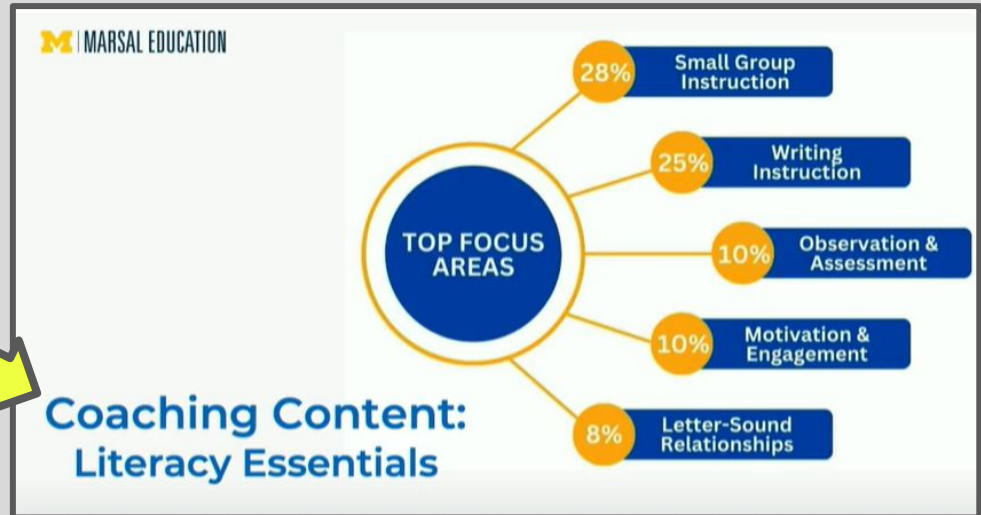 M | MARSAL EDUCATION
28%
Small Group
Instruction
25%
Writing
Instruction
TOP FOCUS
AREAS
10%
Observation &
Assessment
10%
Motivation &
Engagement
8%
Letter-Sound
Relationships
Coaching Content:
Literacy Essentials